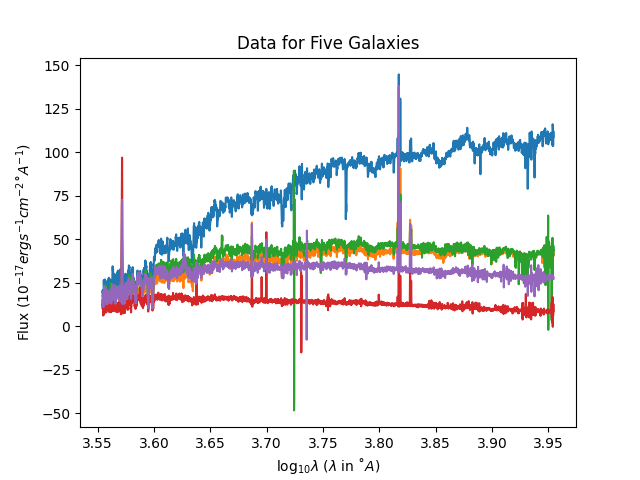 Data for Five Galaxies
150
125
100
75
50
25
0
−25
−50
Flux (10⁻¹⁷ergs⁻¹cm⁻²˚A⁻¹)
3.55 3.60 3.65 3.70 3.75 3.80 3.85 3.90 3.95
log₁₀λ (λ in ˚A)